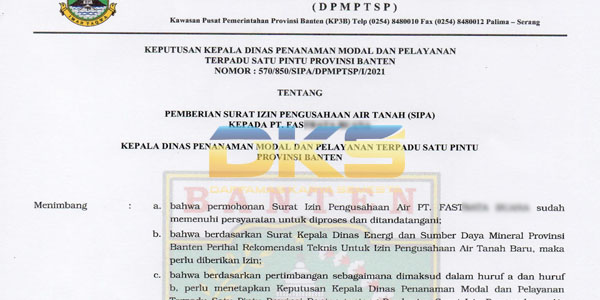 ( D P M P T S P )
Kawasan Pusat Pemerintahan Provinsi Banten (KP3B) Telp (0254) 8480010 Fax (0254) 8480012 Palima – Serang
KEPUTUSAN KEPALA DINAS PENANAMAN MODAL DAN PELAYANAN
TERPADU SATU PINTU PROVINSI BANTEN
NOMOR : 570/850/SIPA/DPMPTSP/I/2021
TENTANG
PEMBERIAN SURAT IZIN PENGUSAHAAN AIR TANAH (SIPA)
KEPADA PT. FAS
DKS
KEPALA DINAS PENANAMAN MODAL DAN PELAYANAN TERPADU SATU PINTU
PROVINSI BANTEN
BANTEN
Menimbang : a. bahwa permohonan Surat Izin Pengusahaan Air PT. FAST sudah
memenuhi persyaratan untuk diproses dan ditandatangani;
b. bahwa berdasarkan Surat Kepala Dinas Energi dan Sumber Daya Mineral Provinsi
Banten Perihal Rekomendasi Teknis Untuk Izin Pengusahaan Air Tanah Baru, maka
perlu diberikan Izin;
c. bahwa berdasarkan pertimbangan sebagaimana dimaksud dalam huruf a dan huruf
b, perlu menetapkan Keputusan Kepala Dinas Penanaman Modal dan Pelayanan